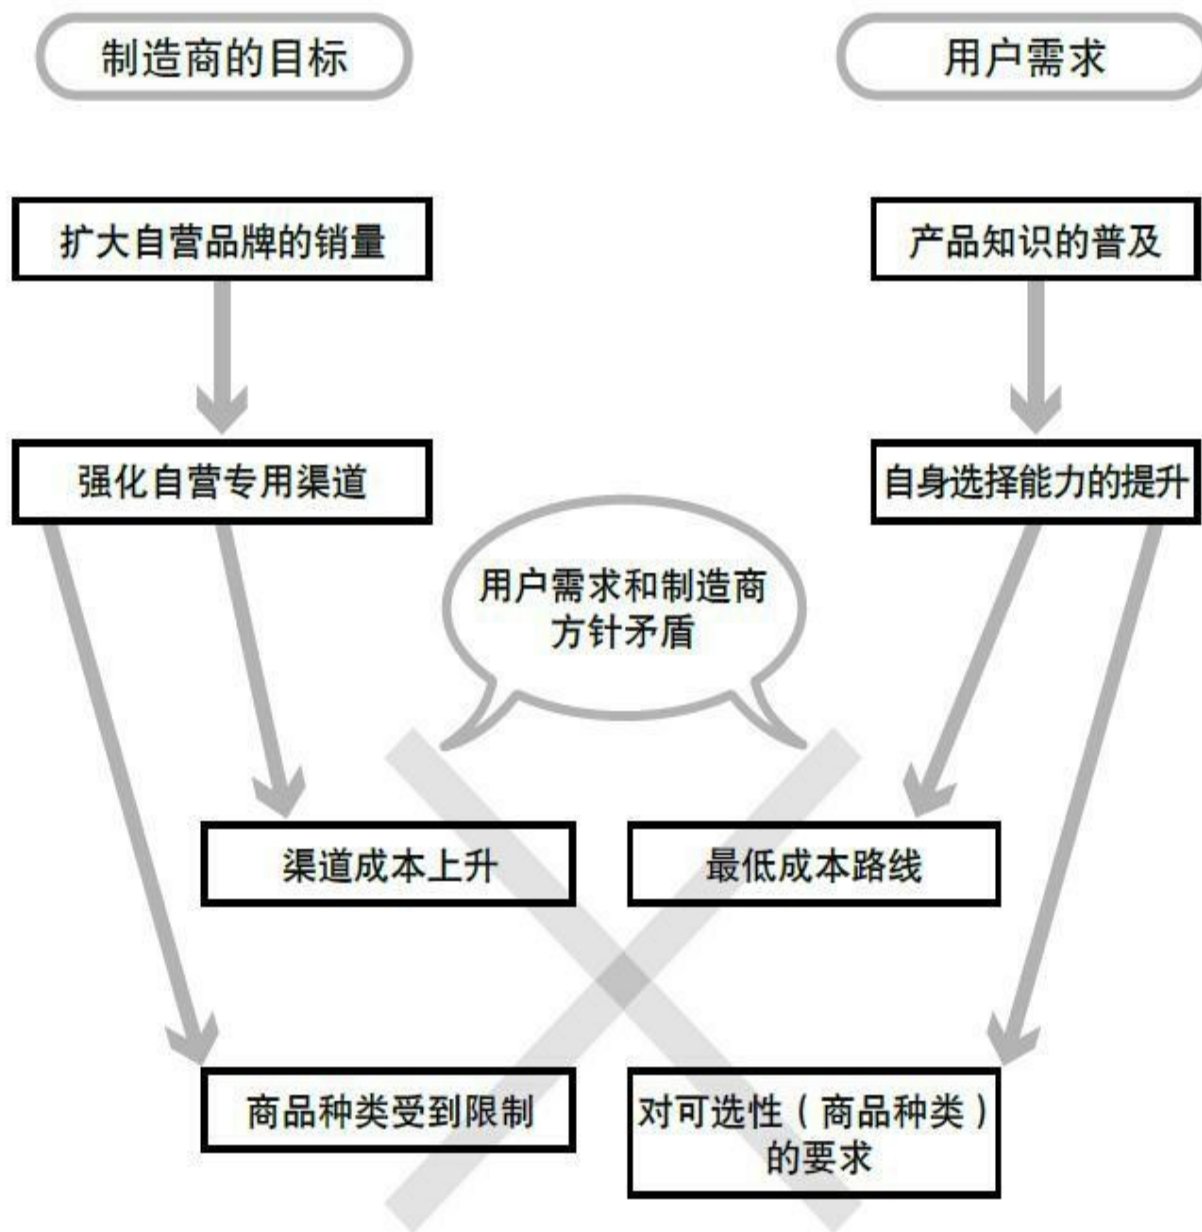 制造商的目标
用户需求
扩大自营品牌的销量
产品知识的普及
强化自营专用渠道
自身选择能力的提升
用户需求和制造商
方针矛盾
渠道成本上升
最低成本路线
商品种类受到限制
对可选性（商品种类）
的要求